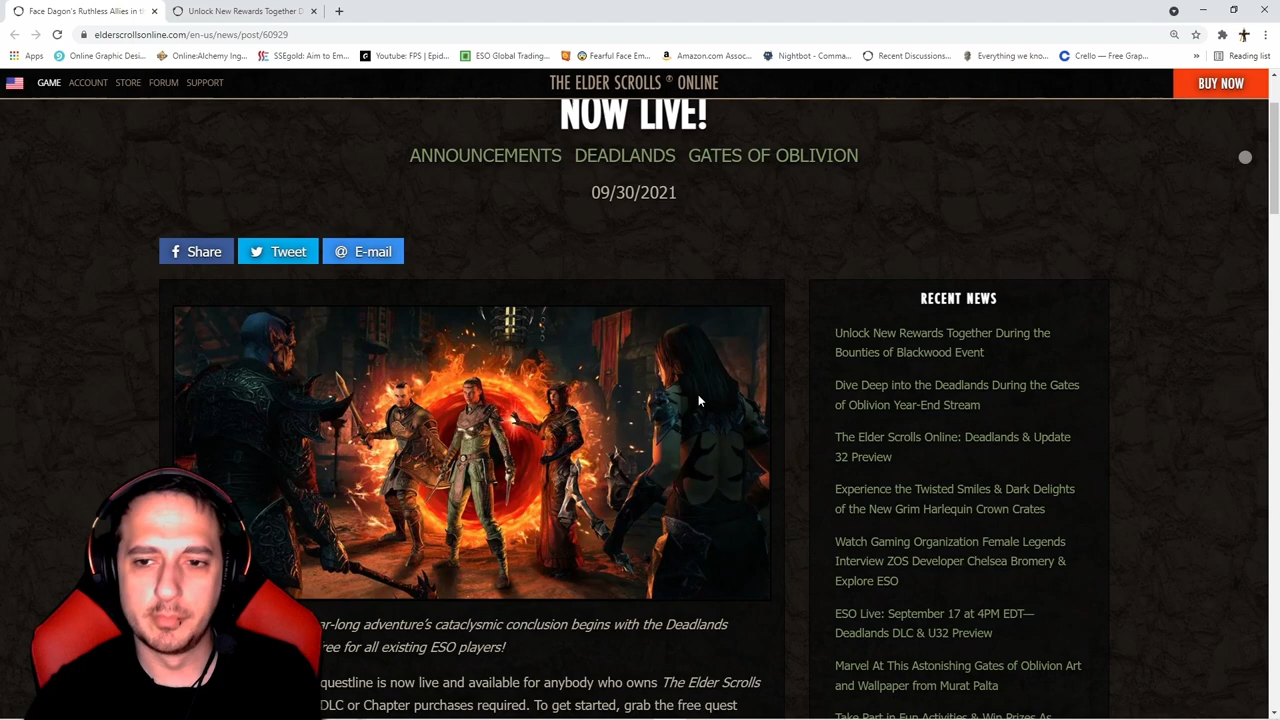 Face Dagon's Ruthless Allies in th
Unlock New Rewards Together D
elderscrollsonline.com/en-us/news/post/60929
Apps
Online Graphic Desi...
Online:Alchemy Ing...
SSEgold: Aim to Em...
Youtube: FPS | Epid...
ESO Global Trading...
Fearful Face Em...
Amazon.com Assoc...
Nightbot - Comma...
Recent Discussions...
Everything we kno...
Crello — Free Grap...
»
Reading list
GAME ACCOUNT STORE FORUM SUPPORT
THE ELDER SCROLLS ® ONLINE
BUY NOW
NOW LIVE!
ANNOUNCEMENTS DEADLANDS GATES OF OBLIVION
09/30/2021
Share
Tweet
@ E-mail
ar-long adventure's cataclysmic conclusion begins with the Deadlands
ree for all existing ESO players!
questline is now live and available for anybody who owns The Elder Scrolls
DLC or Chapter purchases required. To get started, grab the free quest
RECENT NEWS
Unlock New Rewards Together During the
Bounties of Blackwood Event
Dive Deep into the Deadlands During the Gates
of Oblivion Year-End Stream
The Elder Scrolls Online: Deadlands & Update
32 Preview
Experience the Twisted Smiles & Dark Delights
of the New Grim Harlequin Crown Crates
Watch Gaming Organization Female Legends
Interview ZOS Developer Chelsea Bromery &
Explore ESO
ESO Live: September 17 at 4PM EDT—
Deadlands DLC & U32 Preview
Marvel At This Astonishing Gates of Oblivion Art
and Wallpaper from Murat Palta
Take Part in Fun Activities & Win Prizes As